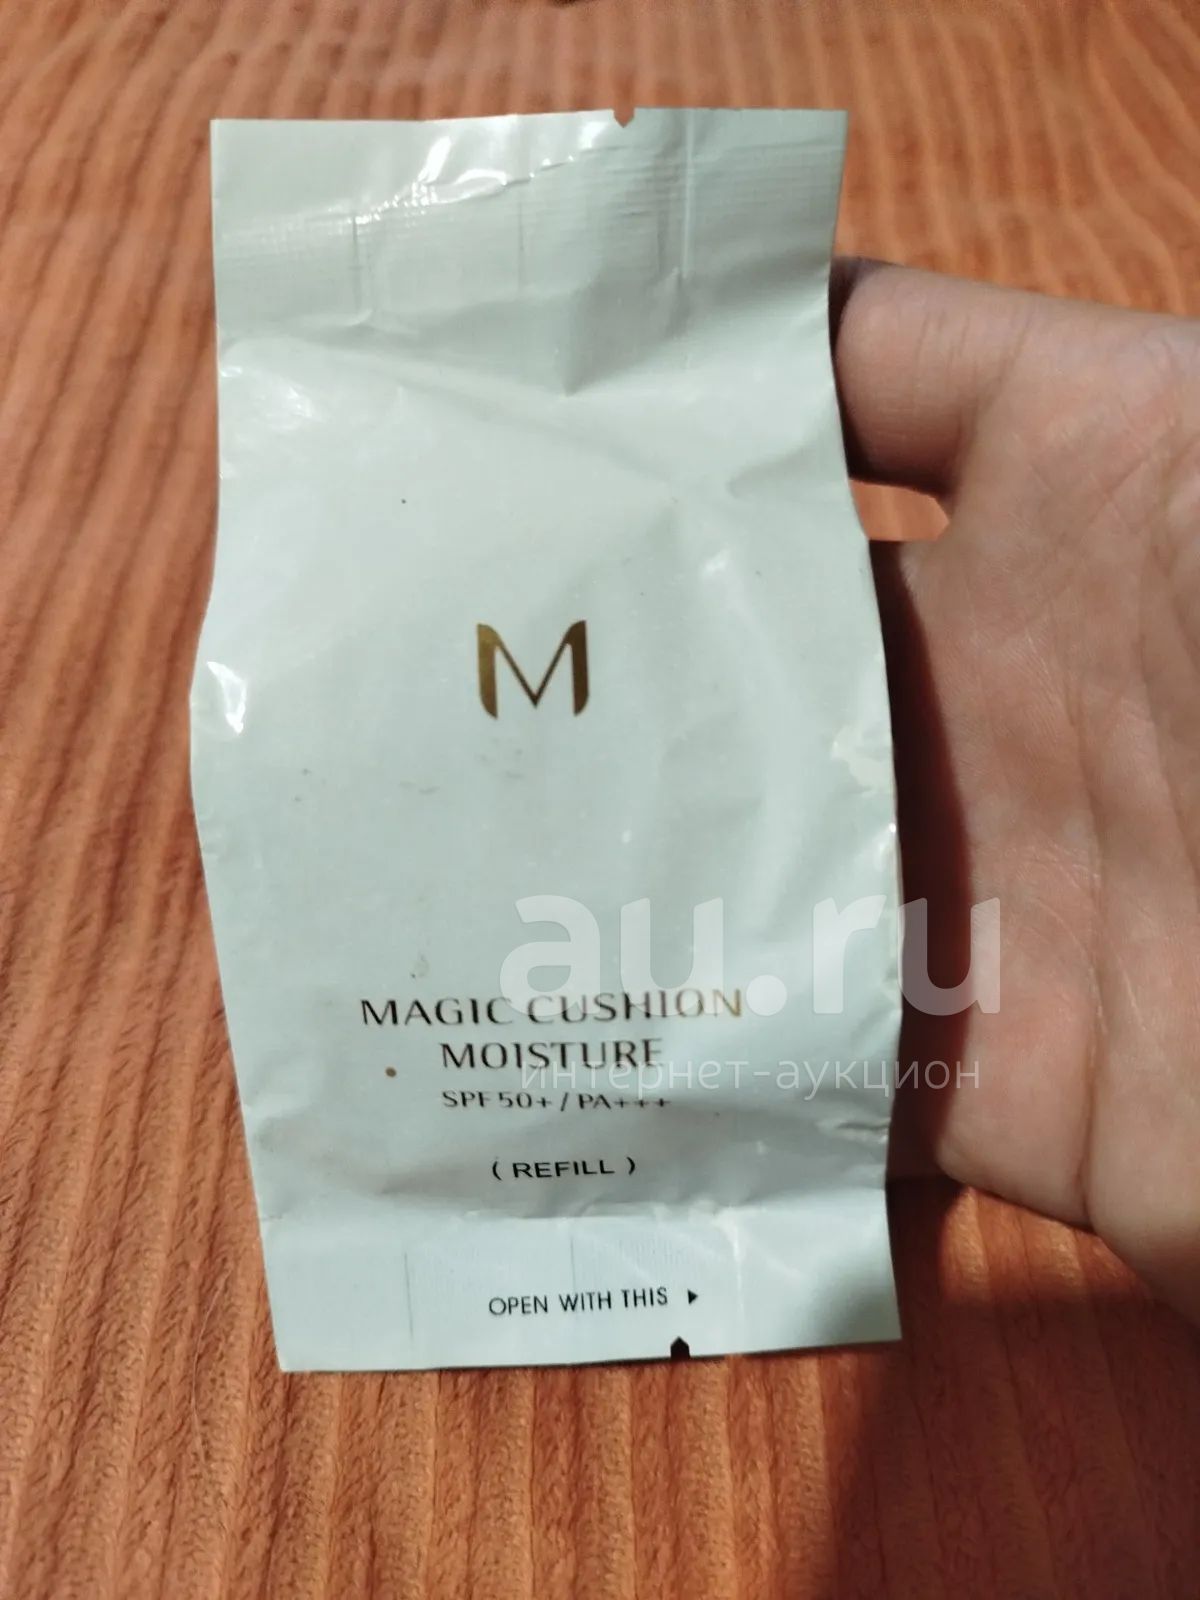 M
MAGIC CUSHION
MOISTURE
SPF 50+ / PA+++
( REFILL )
OPEN WITH THIS ▸
au.ru
интернет-аукцион